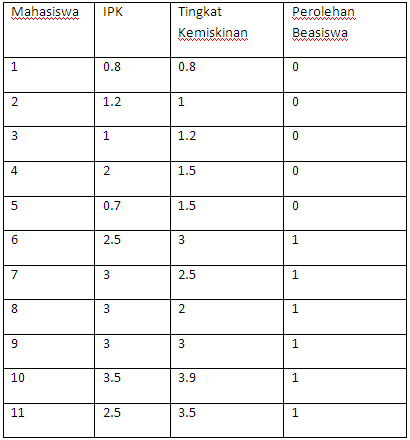 Mahasiswa IPK Tingkat Kemiskinan Perolehan Beasiswa
1 0.8 0.8 0
2 1.2 1 0
3 1 1.2 0
4 2 1.5 0
5 0.7 1.5 0
6 2.5 3 1
7 3 2.5 1
8 3 2 1
9 3 3 1
10 3.5 3.9 1
11 2.5 3.5 1